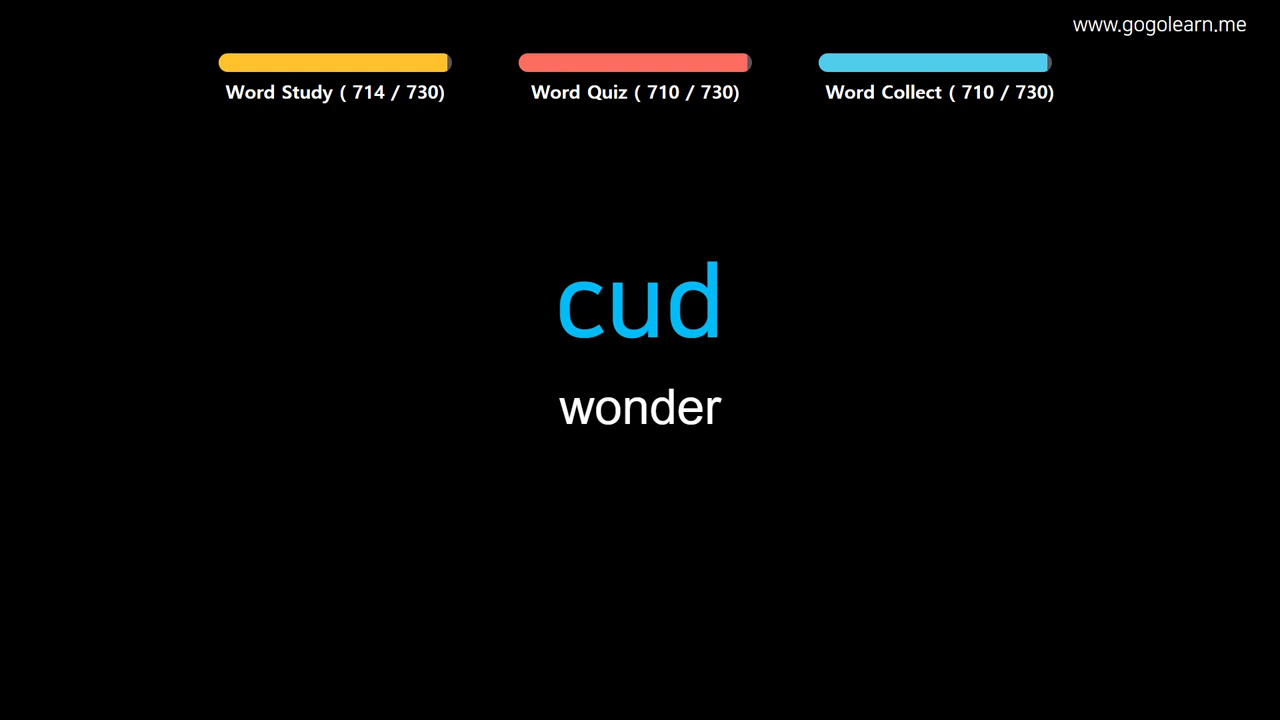 www.gogolearn.me
Word Study ( 714 / 730)
Word Quiz ( 710 / 730)
Word Collect ( 710 / 730)
cud
wonder